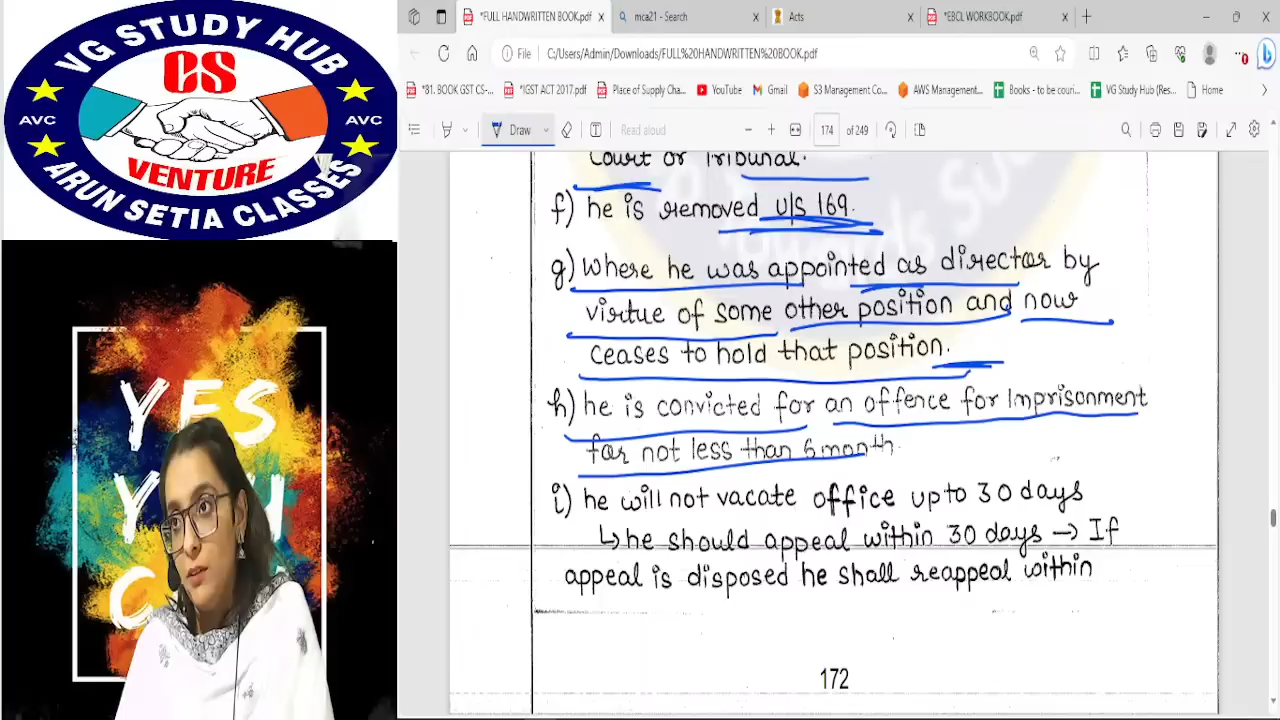 VG STUDY HUB
CS
AVC
AVC
VENTURE
ARUN SETIA CLASSES
YES
*FULL HANDWRITTEN BOOK.pdf
mca21 - Search
Acts
*EBCL WORKBOOK.pdf
File
C:/Users/Admin/Downloads/FULL%20HANDWRITTEN%20BOOK.pdf
*81. BOOK GST CS-...
*IGST ACT 2017.pdf
Place of Supply Cha...
YouTube
Gmail
S3 Management Co...
AWS Management...
Books - to be couri...
VG Study Hub (Res...
Home
Draw
Read aloud
174
of 249
Court or Tribunal.
f) he is removed U/S 169.
g) Where he was appointed as director by
virtue of some other position and now
ceases to hold that position.
h) he is convicted for an offence for Imprisonment
for not less than 6 month.
i) he will not vacate office up to 30 days
↳ he should appeal within 30 days → If
appeal is disposed he shall reappeal within
172